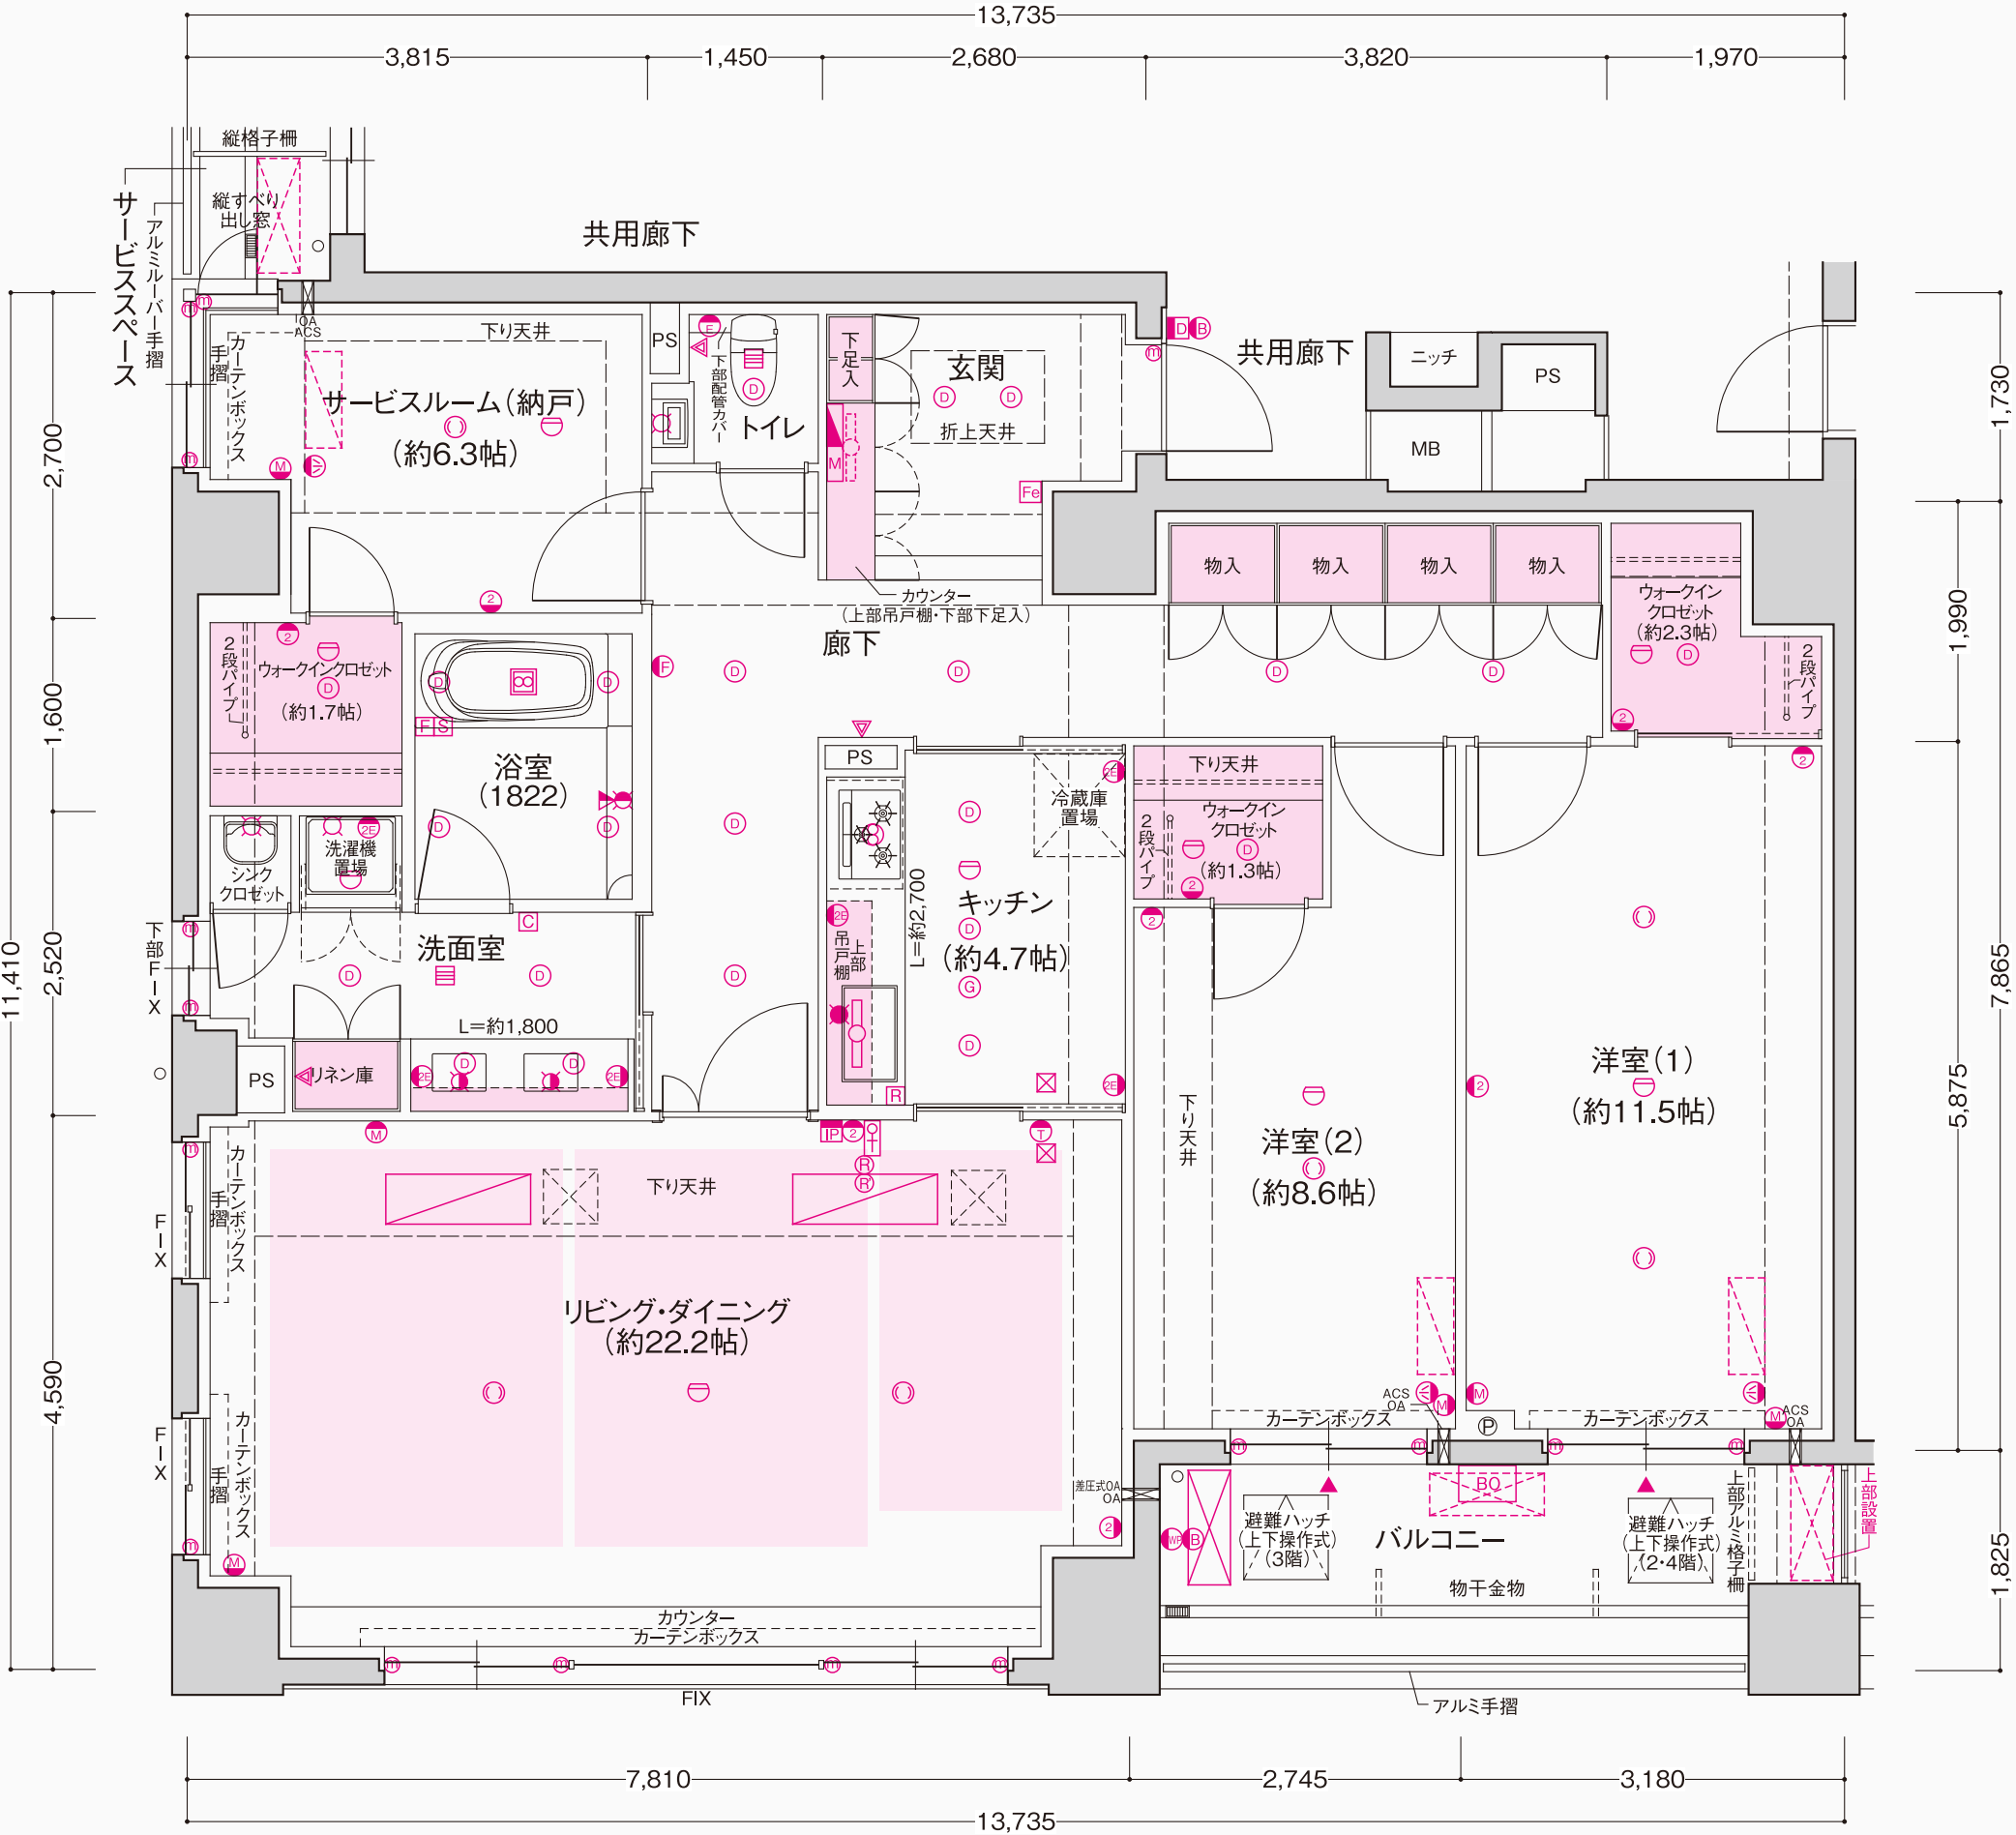 13,735
3,815
1,450
2,680
3,820
1,970
縦格子柵
縦すべり
出し窓
サービススペース
アルミルーバー手摺
共用廊下
共用廊下
ニッチ
PS
MB
OA
ACS
下り天井
手摺
カーテンボックス
サービスルーム(納戸)
(約6.3帖)
PS
下部配管カバー
トイレ
下足入
玄関
折上天井
カウンター
(上部吊戸棚・下部下足入)
廊下
物入
物入
物入
物入
ウォークイン
クロゼット
(約2.3帖)
2段パイプ
2段パイプ
ウォークインクロゼット
(約1.7帖)
浴室
(1822)
シンク
クロゼット
洗濯機
置場
洗面室
L=約1,800
PS
リネン庫
下部FIX
PS
冷蔵庫
置場
L=約2,700
キッチン
(約4.7帖)
上部
吊戸棚
下り天井
ウォークイン
クロゼット
(約1.3帖)
2段パイプ
下り天井
洋室(2)
(約8.6帖)
洋室(1)
(約11.5帖)
FIX
手摺
カーテンボックス
下り天井
リビング・ダイニング
(約22.2帖)
FIX
手摺
カーテンボックス
カウンター
カーテンボックス
FIX
差圧式OA
OA
ACS
OA
カーテンボックス
P
カーテンボックス
ACS
OA
避難ハッチ
(上下操作式)
(3階)
BO
バルコニー
避難ハッチ
(上下操作式)
(2・4階)
上部アルミ格子柵
上部設置
物干金物
アルミ手摺
D
B
E
M
Fe
F
S
C
R
IP
T
WP
B
G
2,700
1,600
2,520
4,590
11,410
1,730
1,990
7,865
5,875
1,825
7,810
2,745
3,180
13,735